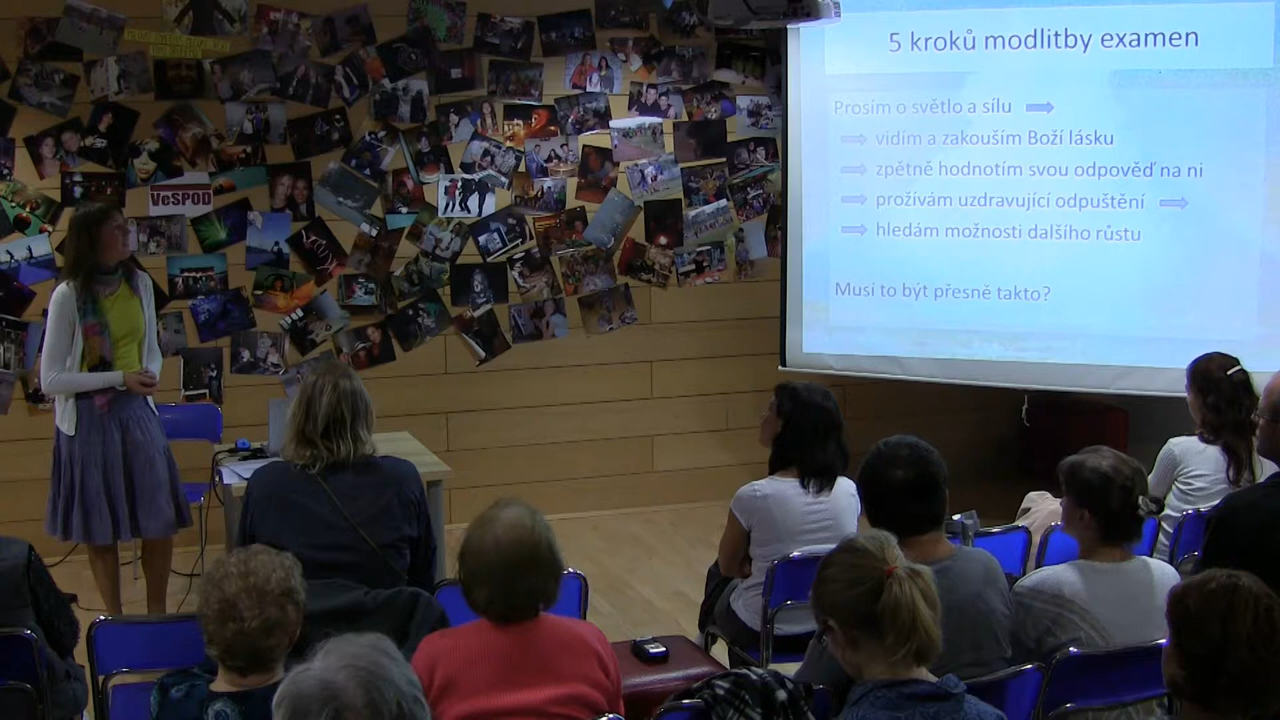 5 kroků modlitby examen
Prosím o světlo a sílu
vidím a zakouším Boží lásku
zpětně hodnotím svou odpověď na ni
prožívám uzdravující odpuštění
hledám možnosti dalšího růstu
Musí to být přesně takto?
VeSPOD